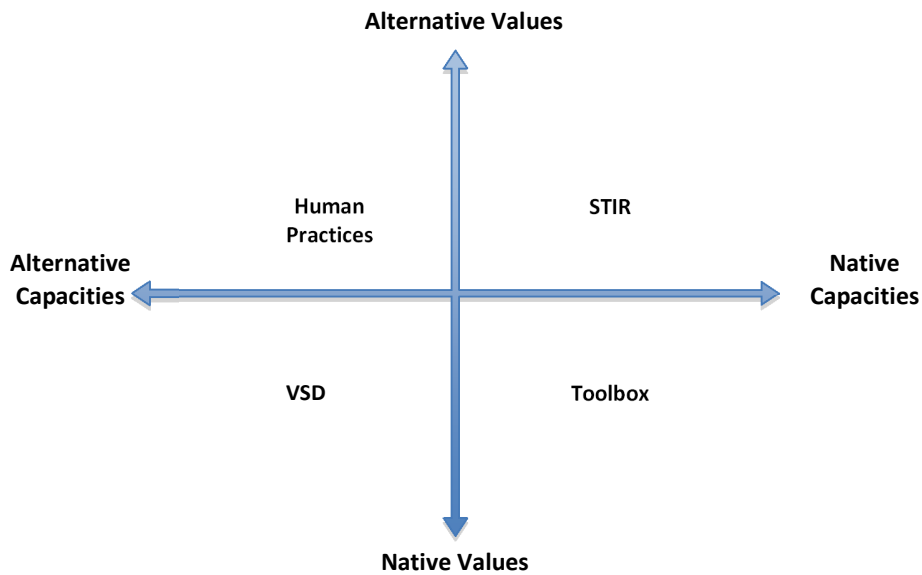 Alternative Values
Human
Practices
STIR
Alternative
Capacities
Native
Capacities
VSD
Toolbox
Native Values